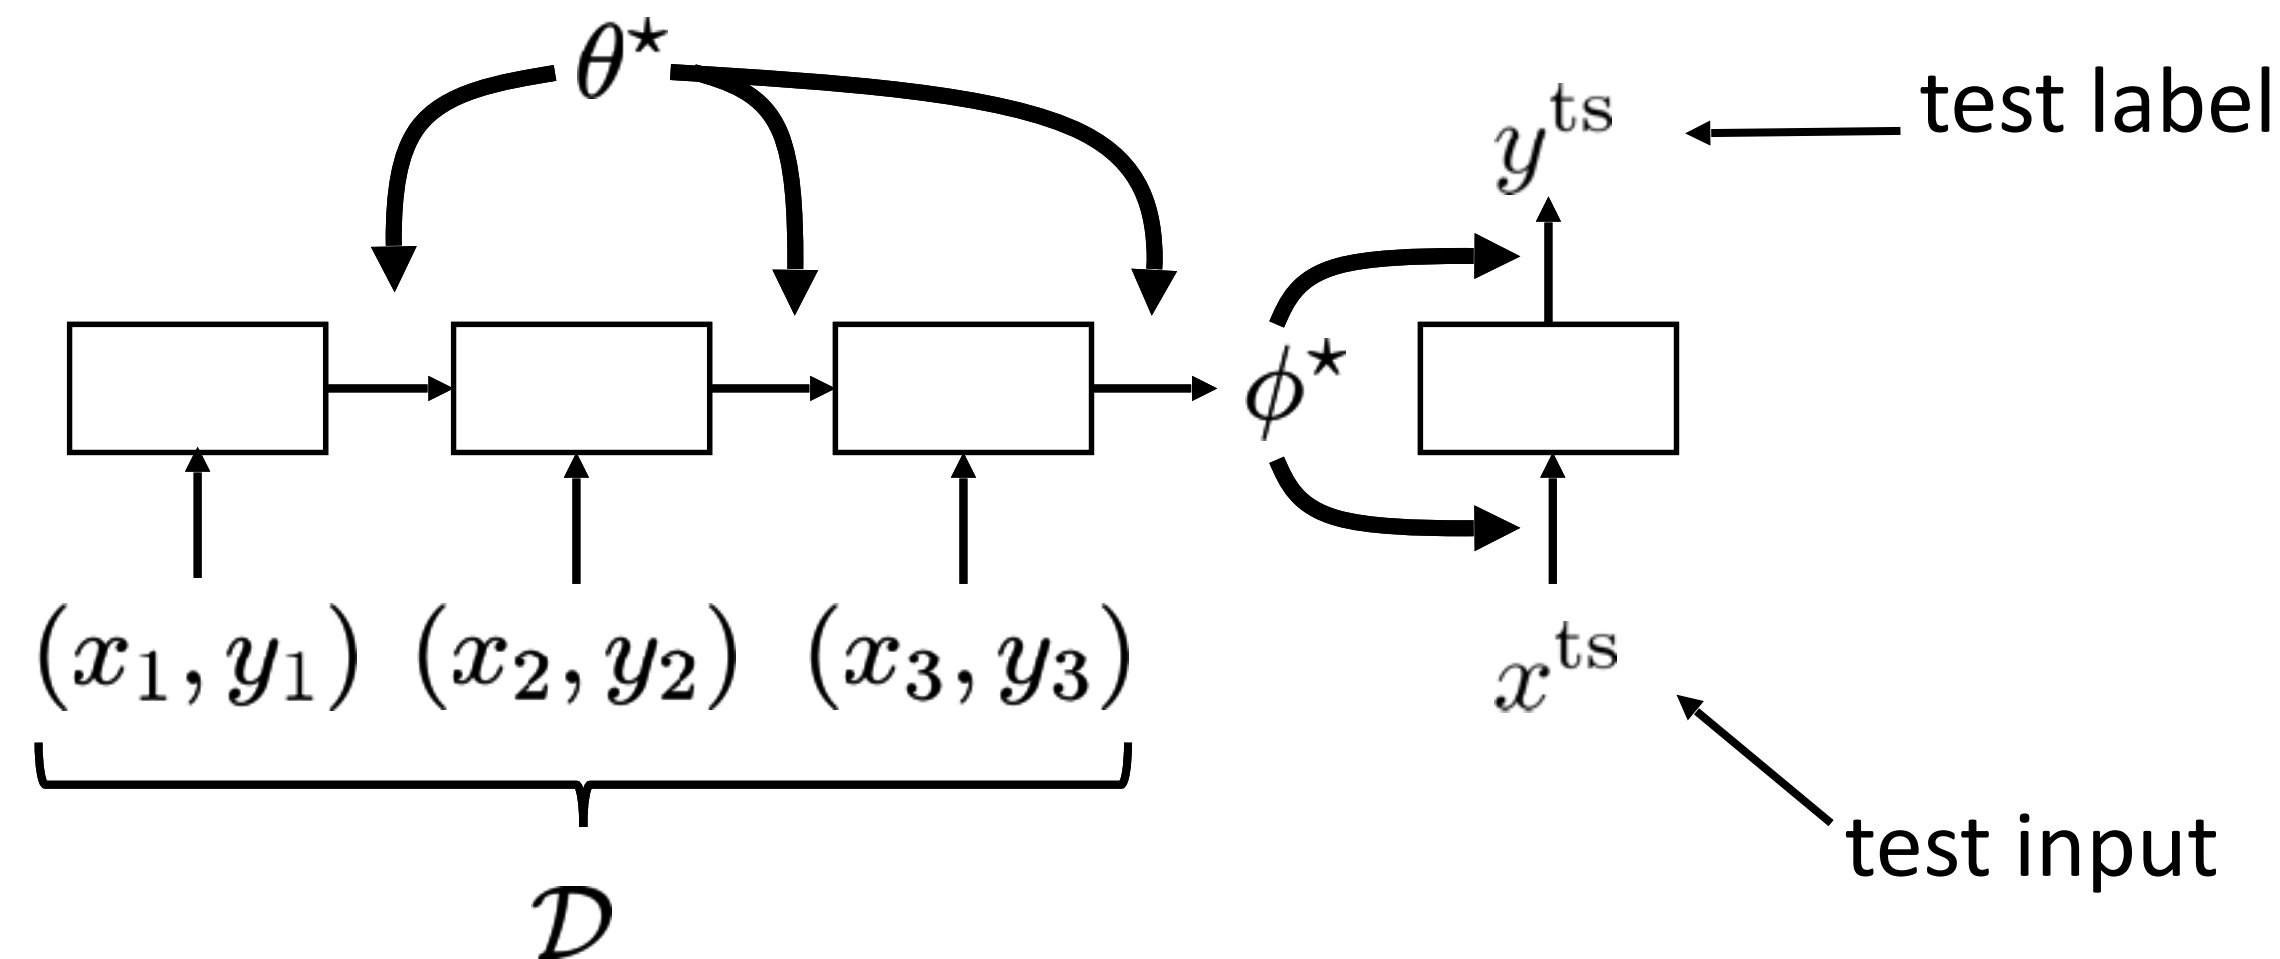 θ*
y^ts
test label
φ*
(x_1, y_1) (x_2, y_2) (x_3, y_3)
x^ts
test input
D